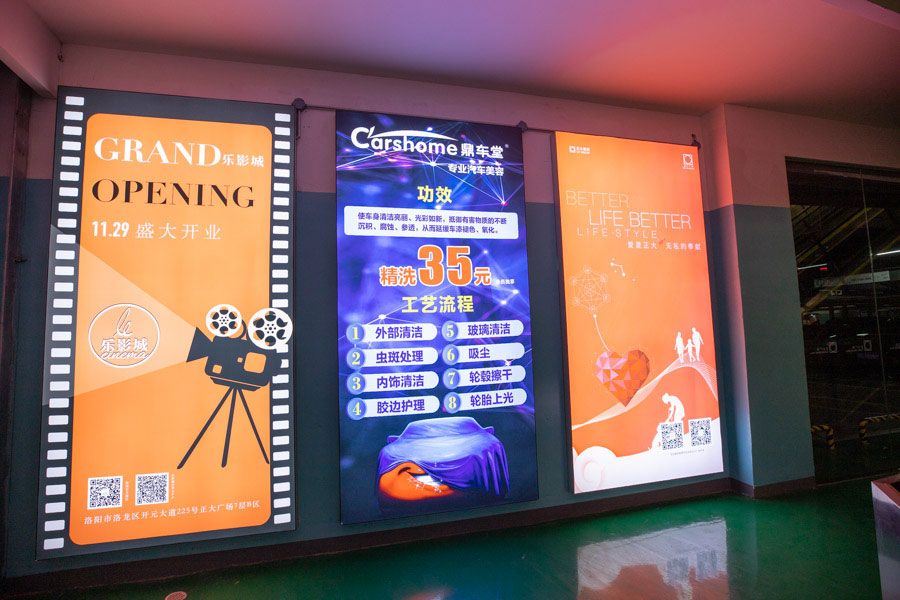 GRAND乐影城
OPENING
11.29 盛大开业
le
乐影城
cinema
洛阳市洛龙区开元大道225号正大广场7层B区
Carshome鼎车堂®
专业汽车美容
功效
使车身清洁亮丽、光彩如新，抵御有害物质的不断
沉积、腐蚀、渗透，从而延缓车漆褪色、氧化。
精洗35元
工艺流程
1 外部清洁
2 虫斑处理
3 内饰清洁
4 胶边护理
5 玻璃清洁
6 吸尘
7 轮毂擦干
8 轮胎上光
BETTER
LIFE BETTER
LIFE·STYLE